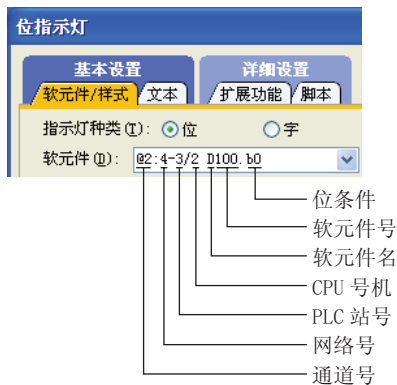 位指示灯
基本设置 详细设置
软元件/样式 文本 扩展功能 脚本
指示灯种类(T): 位 字
软元件(D): @2:4-3/2 D100.b0
位条件
软元件号
软元件名
CPU 号机
PLC 站号
网络号
通道号